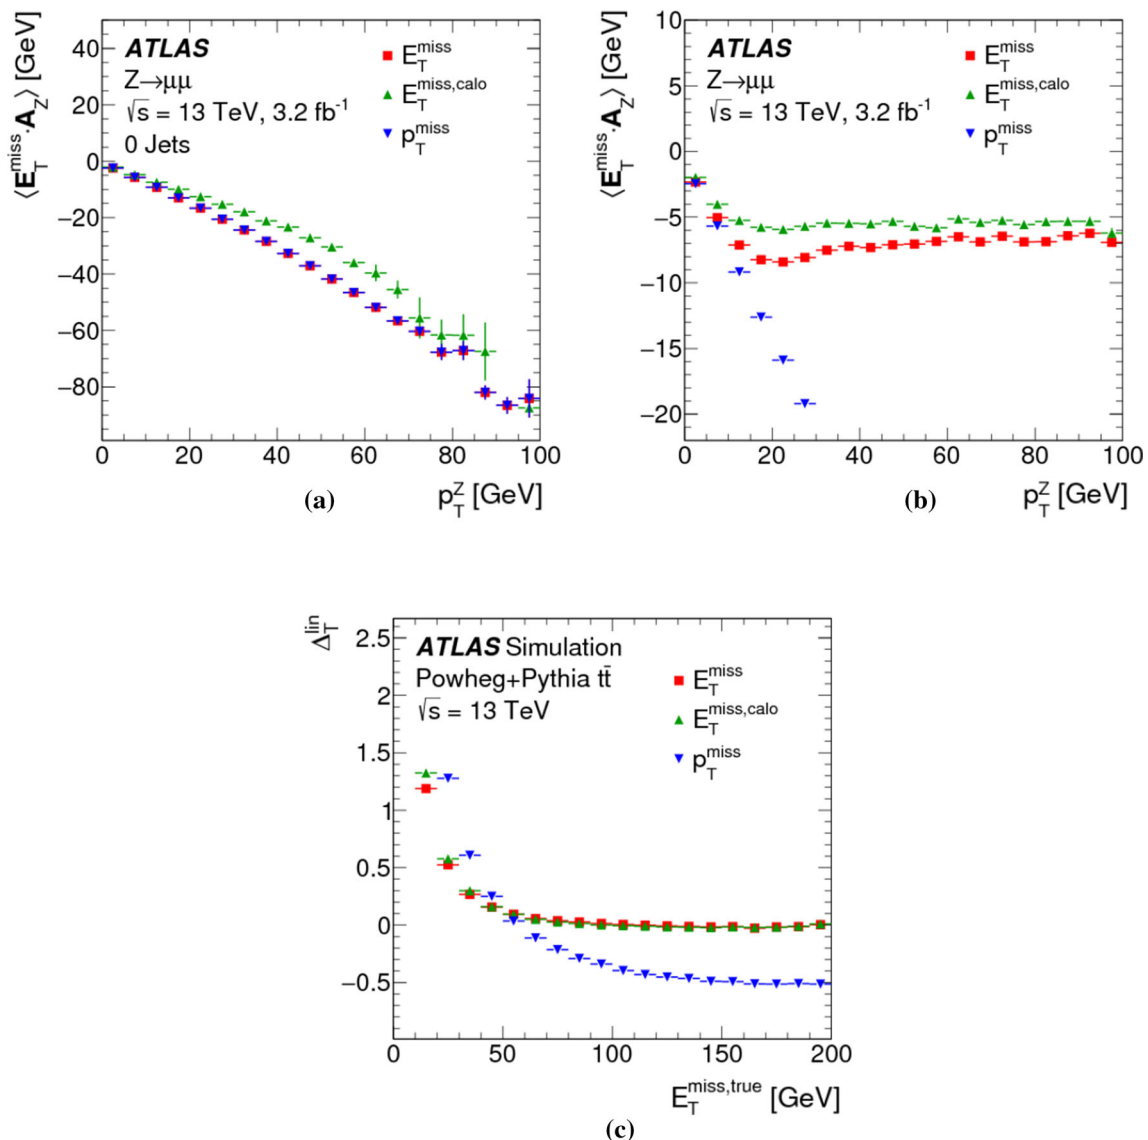 ⟨E_T^miss·A_Z⟩ [GeV]
ATLAS
Z→μμ
√s = 13 TeV, 3.2 fb⁻¹
0 Jets
E_T^miss
E_T^miss,calo
p_T^miss
40
20
0
−20
−40
−60
−80
0 20 40 60 80 100
p_T^Z [GeV]
(a)
⟨E_T^miss·A_Z⟩ [GeV]
ATLAS
Z→μμ
√s = 13 TeV, 3.2 fb⁻¹
E_T^miss
E_T^miss,calo
p_T^miss
10
5
0
−5
−10
−15
−20
0 20 40 60 80 100
p_T^Z [GeV]
(b)
Δ_T^lin
ATLAS Simulation
Powheg+Pythia tt̄
√s = 13 TeV
E_T^miss
E_T^miss,calo
p_T^miss
2.5
2
1.5
1
0.5
0
−0.5
0 50 100 150 200
E_T^miss,true [GeV]
(c)